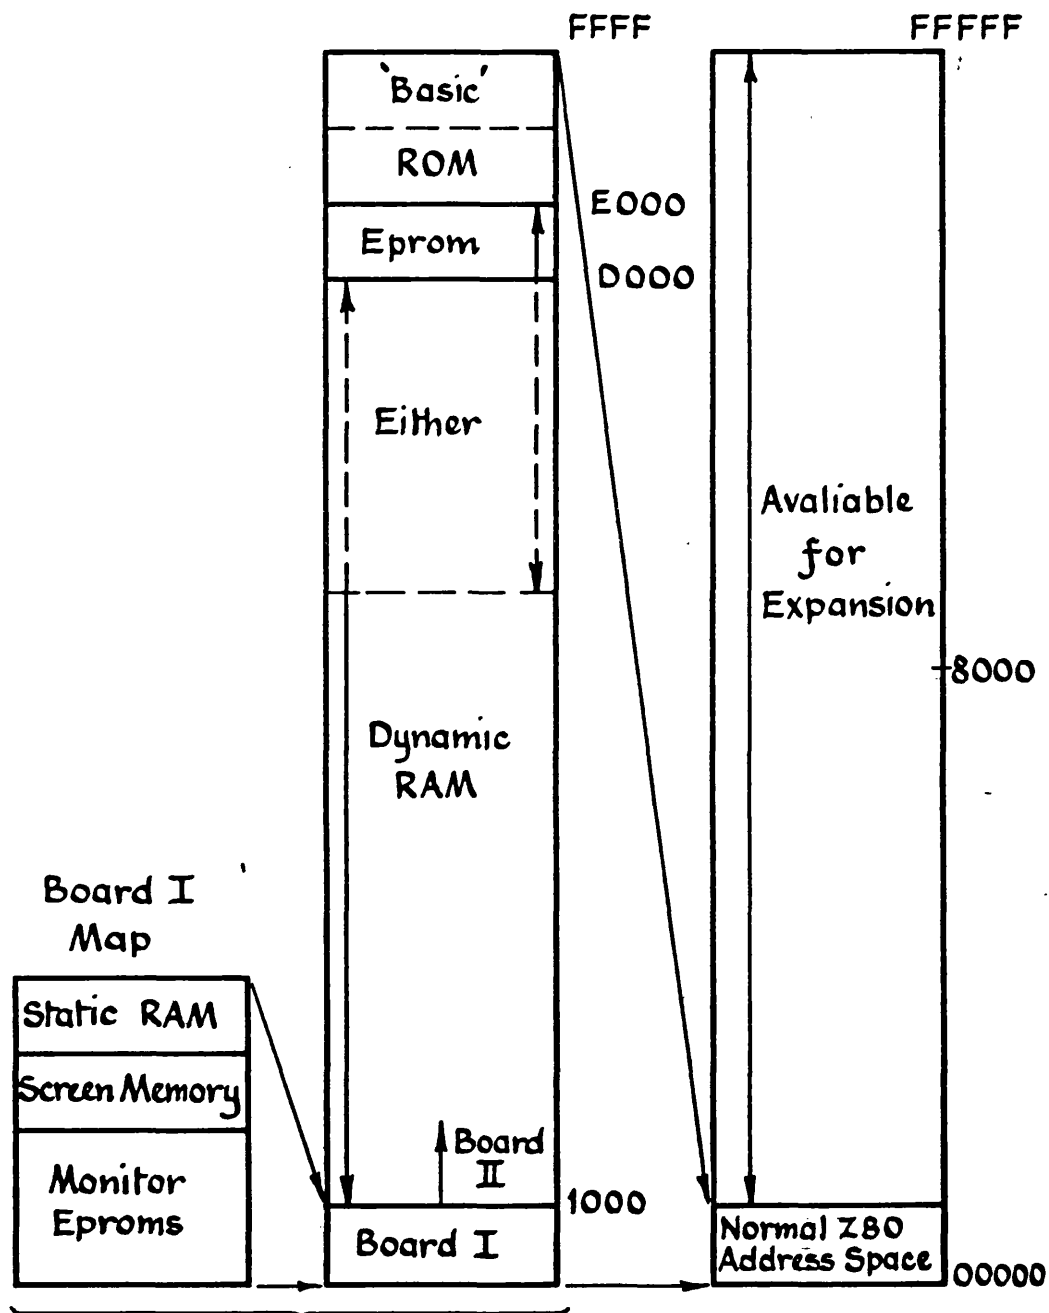 FFFF
FFFFF
'Basic'
ROM
E000
Eprom
D000
Either
Avaliable
for
Expansion
8000
Dynamic
RAM
Board I
Map
Static RAM
Screen Memory
Monitor
Eproms
Board
II
1000
Board I
Normal Z80
Address Space
00000